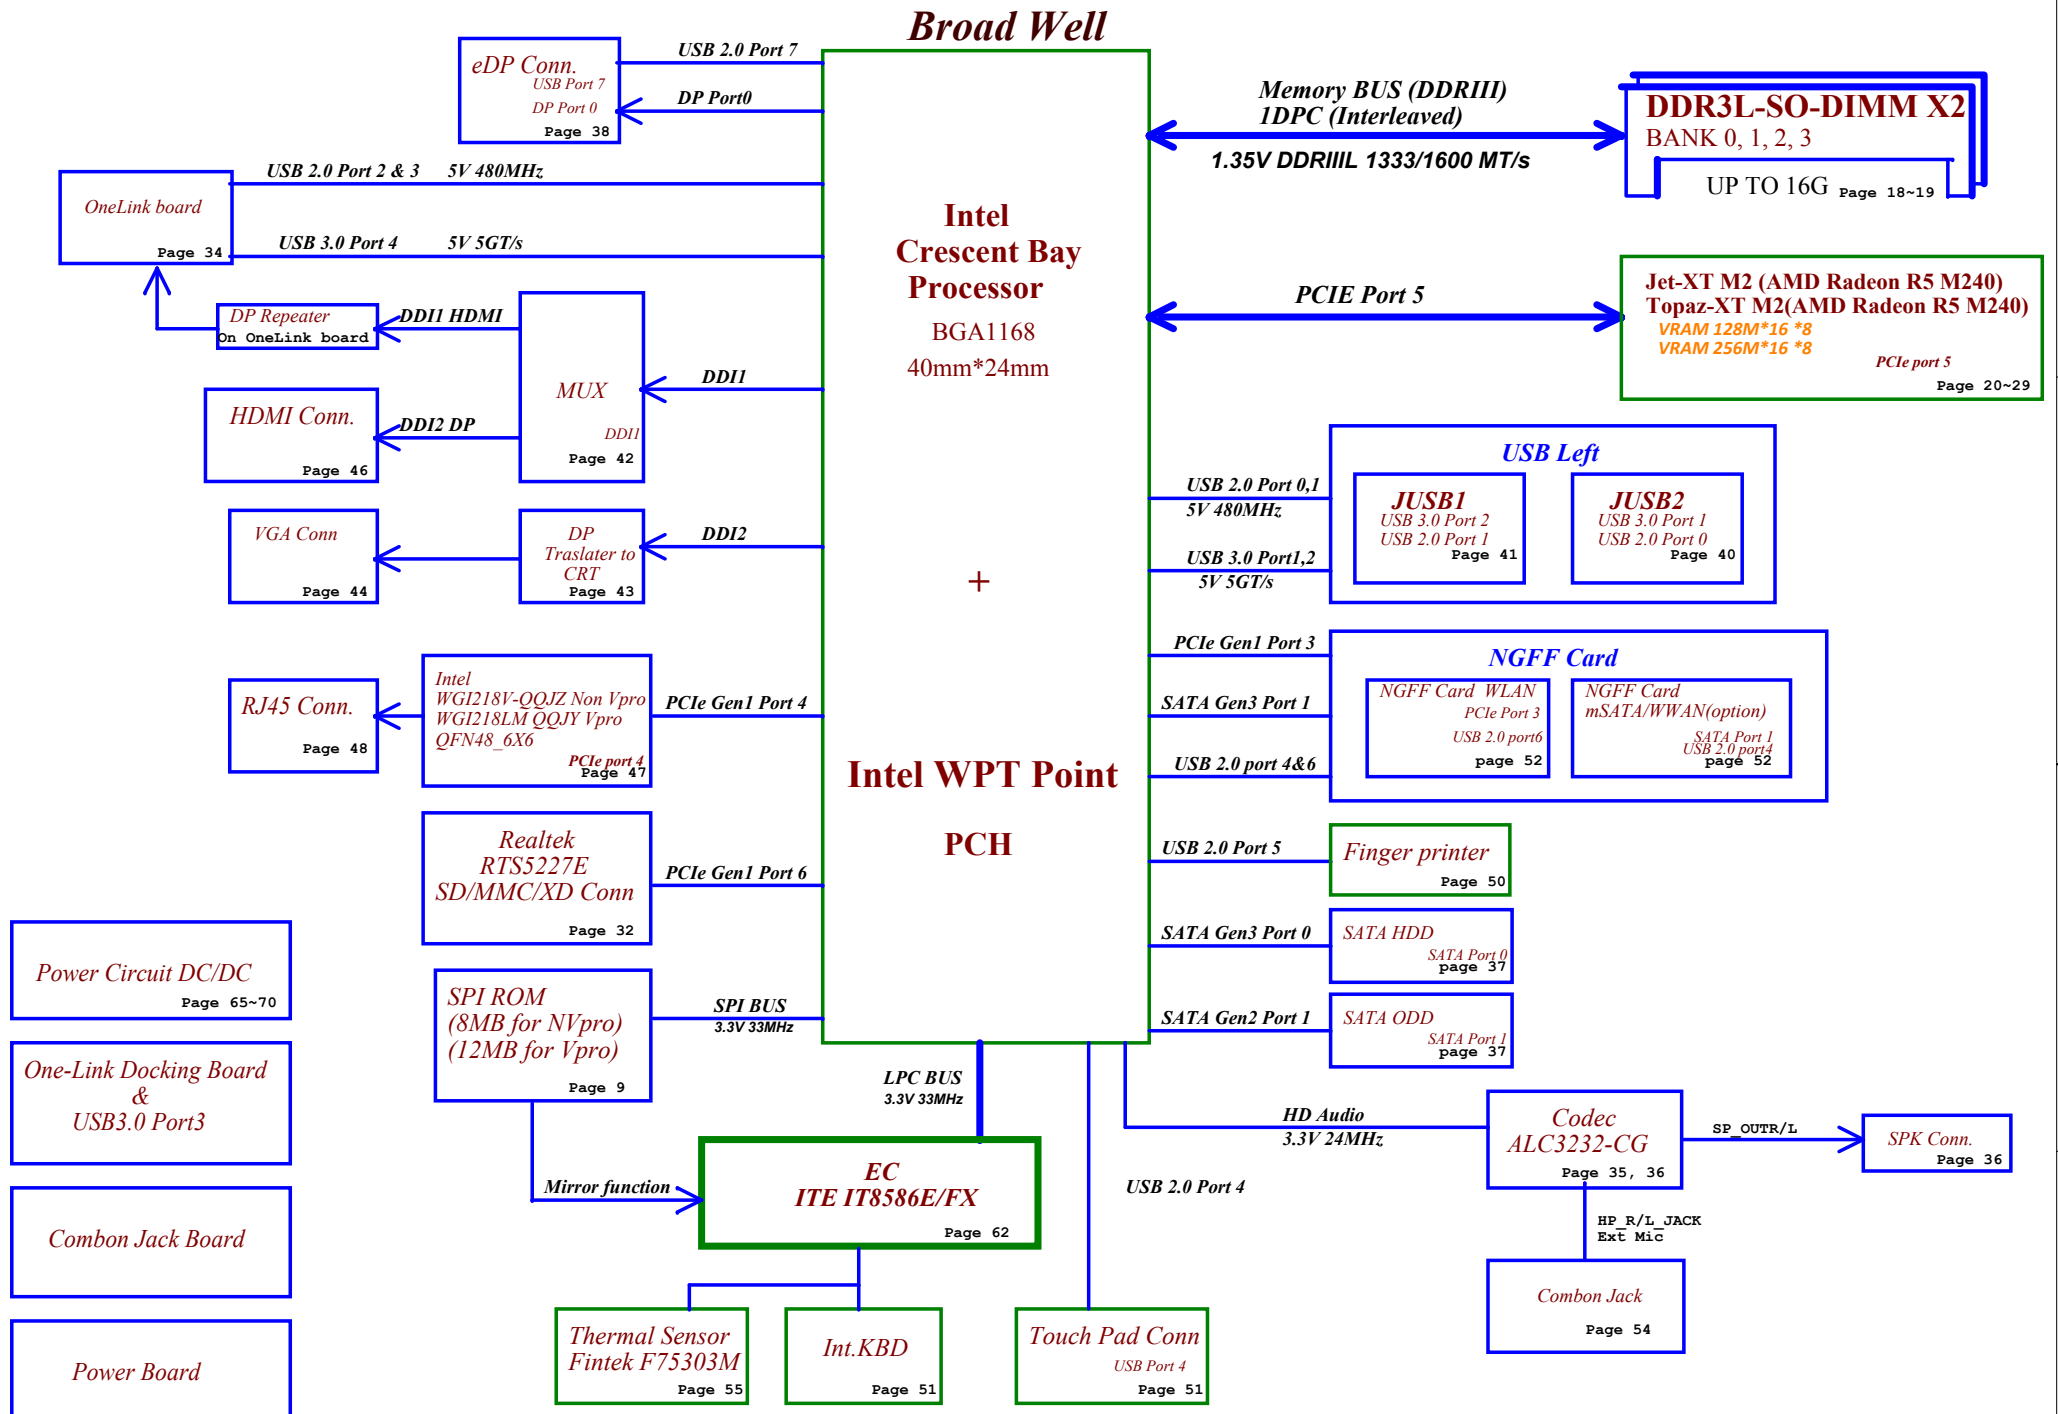 Broad Well
eDP Conn.
USB Port 7
DP Port 0
Page 38
USB 2.0 Port 7
DP Port0
OneLink board
Page 34
USB 2.0 Port 2 & 3 5V 480MHz
USB 3.0 Port 4 5V 5GT/s
DP Repeater
On OneLink board
DDI1 HDMI
HDMI Conn.
Page 46
DDI2 DP
MUX
DDI1
Page 42
DDI1
VGA Conn
Page 44
DP
Traslater to
CRT
Page 43
DDI2
RJ45 Conn.
Page 48
Intel
WGI218V-QQJZ Non Vpro
WGI218LM QQJY Vpro
QFN48_6X6
PCIe port 4
Page 47
PCIe Gen1 Port 4
Realtek
RTS5227E
SD/MMC/XD Conn
Page 32
PCIe Gen1 Port 6
SPI ROM
(8MB for NVpro)
(12MB for Vpro)
Page 9
SPI BUS
3.3V 33MHz
Power Circuit DC/DC
Page 65~70
One-Link Docking Board
&
USB3.0 Port3
Combon Jack Board
Power Board
Intel
Crescent Bay
Processor
BGA1168
40mm*24mm
+
Intel WPT Point
PCH
Memory BUS (DDRIII)
1DPC (Interleaved)
1.35V DDRIIIL 1333/1600 MT/s
DDR3L-SO-DIMM X2
BANK 0, 1, 2, 3
UP TO 16G Page 18~19
PCIE Port 5
Jet-XT M2 (AMD Radeon R5 M240)
Topaz-XT M2(AMD Radeon R5 M240)
VRAM 128M*16 *8
VRAM 256M*16 *8
PCIe port 5
Page 20~29
USB 2.0 Port 0,1
5V 480MHz
USB 3.0 Port1,2
5V 5GT/s
USB Left
JUSB1
USB 3.0 Port 2
USB 2.0 Port 1
Page 41
JUSB2
USB 3.0 Port 1
USB 2.0 Port 0
Page 40
PCIe Gen1 Port 3
SATA Gen3 Port 1
USB 2.0 port 4&6
NGFF Card
NGFF Card WLAN
PCIe Port 3
USB 2.0 port6
page 52
NGFF Card
mSATA/WWAN(option)
SATA Port 1
USB 2.0 port4
page 52
USB 2.0 Port 5
Finger printer
Page 50
SATA Gen3 Port 0
SATA HDD
SATA Port 0
page 37
SATA Gen2 Port 1
SATA ODD
SATA Port 1
page 37
LPC BUS
3.3V 33MHz
HD Audio
3.3V 24MHz
Codec
ALC3232-CG
Page 35, 36
SP_OUTR/L
SPK Conn.
Page 36
HP_R/L_JACK
Ext Mic
Combon Jack
Page 54
Mirror function
EC
ITE IT8586E/FX
Page 62
USB 2.0 Port 4
Thermal Sensor
Fintek F75303M
Page 55
Int.KBD
Page 51
Touch Pad Conn
USB Port 4
Page 51